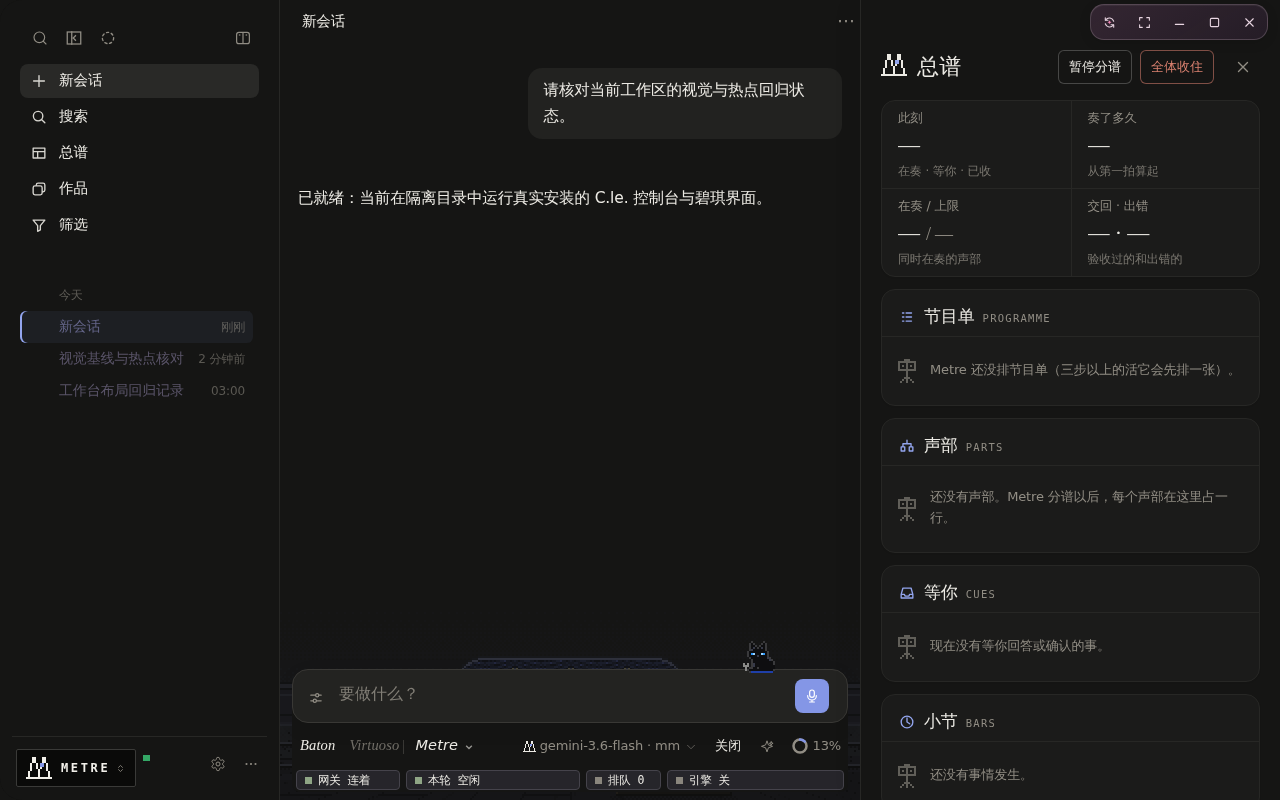 新会话
搜索
总谱
作品
筛选
今天
新会话 刚刚
视觉基线与热点核对 2 分钟前
工作台布局回归记录 03:00
METRE
新会话
请核对当前工作区的视觉与热点回归状
态。
已就绪：当前在隔离目录中运行真实安装的 C.le. 控制台与碧琪界面。
要做什么？
Baton Virtuoso Metre
gemini-3.6-flash · mm
关闭
13%
网关 连着
本轮 空闲
排队 0
引擎 关
总谱
暂停分谱
全体收住
此刻
—
在奏 · 等你 · 已收
奏了多久
—
从第一拍算起
在奏 / 上限
— / —
同时在奏的声部
交回 · 出错
— · —
验收过的和出错的
节目单 PROGRAMME
Metre 还没排节目单（三步以上的活它会先排一张）。
声部 PARTS
还没有声部。Metre 分谱以后，每个声部在这里占一
行。
等你 CUES
现在没有等你回答或确认的事。
小节 BARS
还没有事情发生。